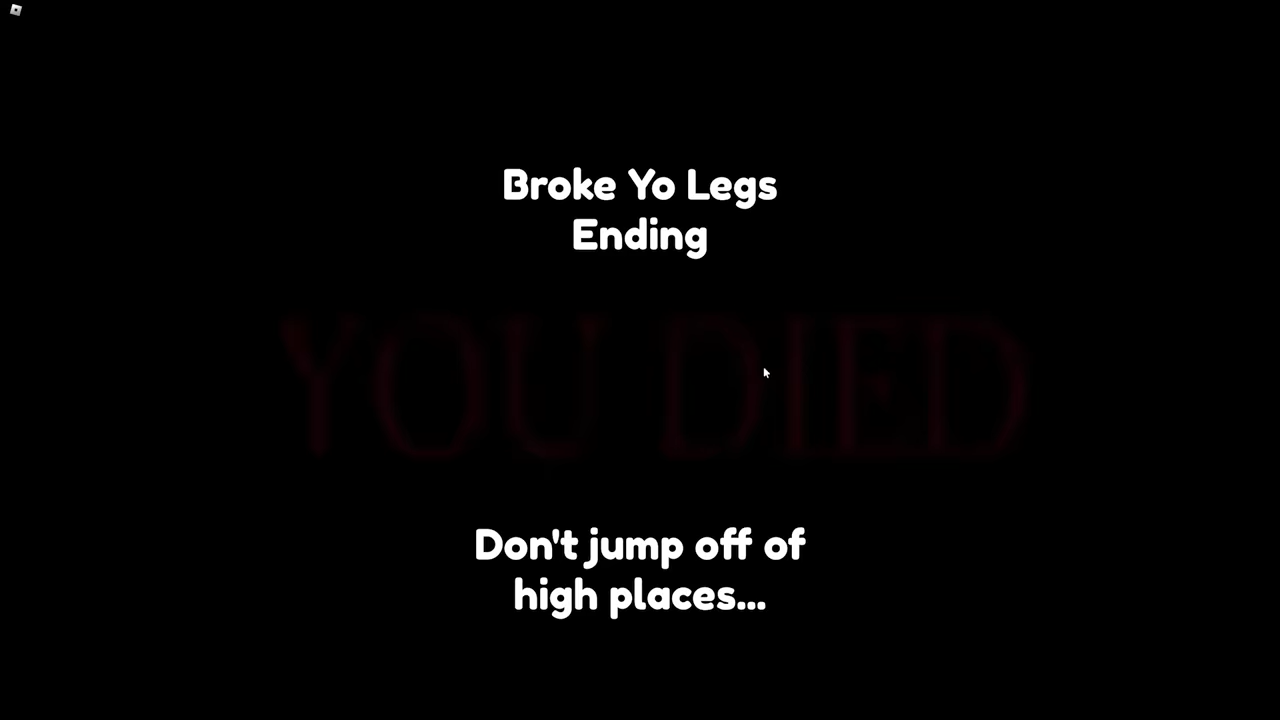 Broke Yo Legs
Ending
YOU DIED
Don't jump off of
high places...